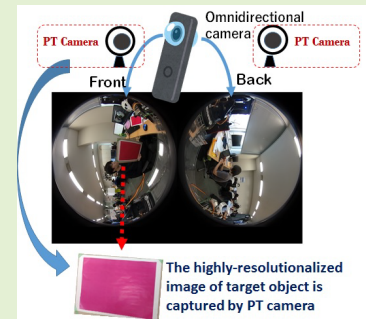 Omnidirectional
camera
PT Camera
PT Camera
Front
Back
The highly-resolutionalized
image of target object is
captured by PT camera